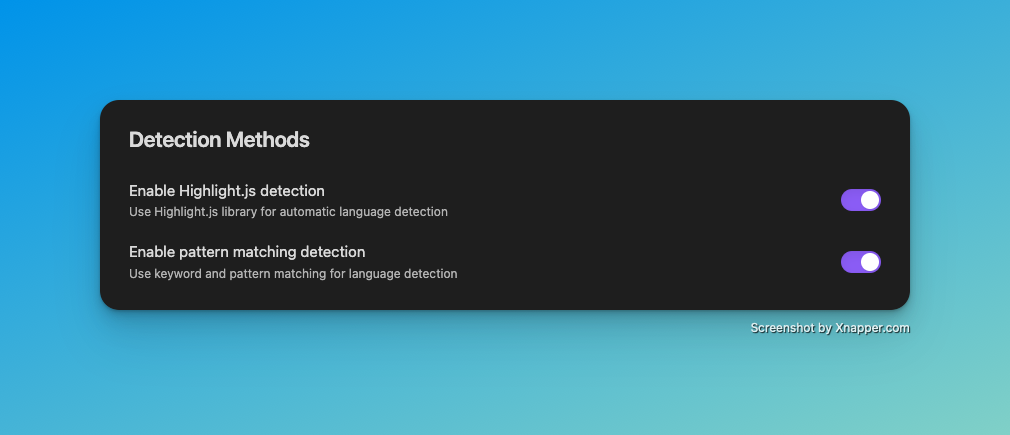 Detection Methods
Enable Highlight.js detection
Use Highlight.js library for automatic language detection
Enable pattern matching detection
Use keyword and pattern matching for language detection
Screenshot by Xnapper.com